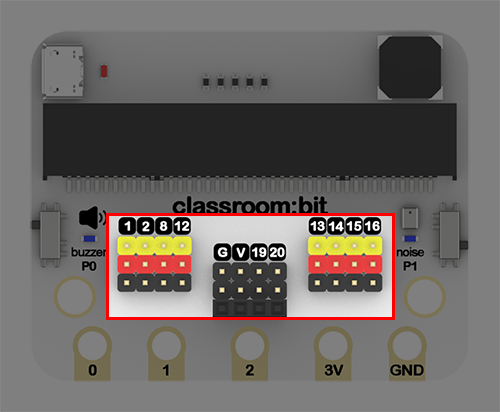 classroom:bit
buzzer
P0
noise
P1
1 2 8 12
G V 19 20
13 14 15 16
0 1 2 3V GND